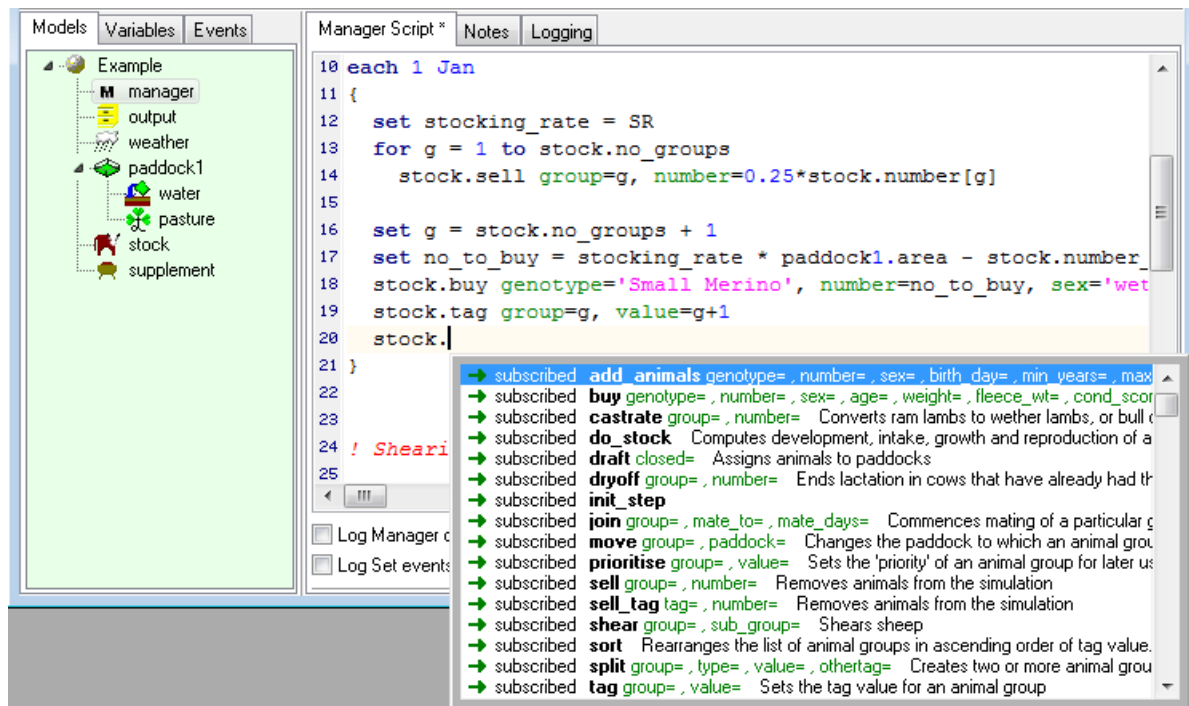 Models Variables Events
Example
manager
output
weather
paddock1
water
pasture
stock
supplement
Manager Script * Notes Logging
10 each 1 Jan
11 {
12 set stocking_rate = SR
13 for g = 1 to stock.no_groups
14 stock.sell group=g, number=0.25*stock.number[g]
15
16 set g = stock.no_groups + 1
17 set no_to_buy = stocking_rate * paddock1.area - stock.number_
18 stock.buy genotype='Small Merino', number=no_to_buy, sex='wet
19 stock.tag group=g, value=g+1
20 stock.
21 }
22
23
24 ! Sheari
25
Log Manager
Log Set events
subscribed add_animals genotype= , number= , sex= , birth_day= , min_years= , max
subscribed buy genotype= , number= , sex= , age= , weight= , fleece_wt= , cond_scor
subscribed castrate group= , number= Converts ram lambs to wether lambs, or bull
subscribed do_stock Computes development, intake, growth and reproduction of a
subscribed draft closed= Assigns animals to paddocks
subscribed dryoff group= , number= Ends lactation in cows that have already had th
subscribed init_step
subscribed join group= , mate_to= , mate_days= Commences mating of a particular
subscribed move group= , paddock= Changes the paddock to which an animal grou
subscribed prioritise group= , value= Sets the 'priority' of an animal group for later us
subscribed sell group= , number= Removes animals from the simulation
subscribed sell_tag tag= , number= Removes animals from the simulation
subscribed shear group= , sub_group= Shears sheep
subscribed sort Rearranges the list of animal groups in ascending order of tag value.
subscribed split group= , type= , value= , othertag= Creates two or more animal grou
subscribed tag group= , value= Sets the tag value for an animal group